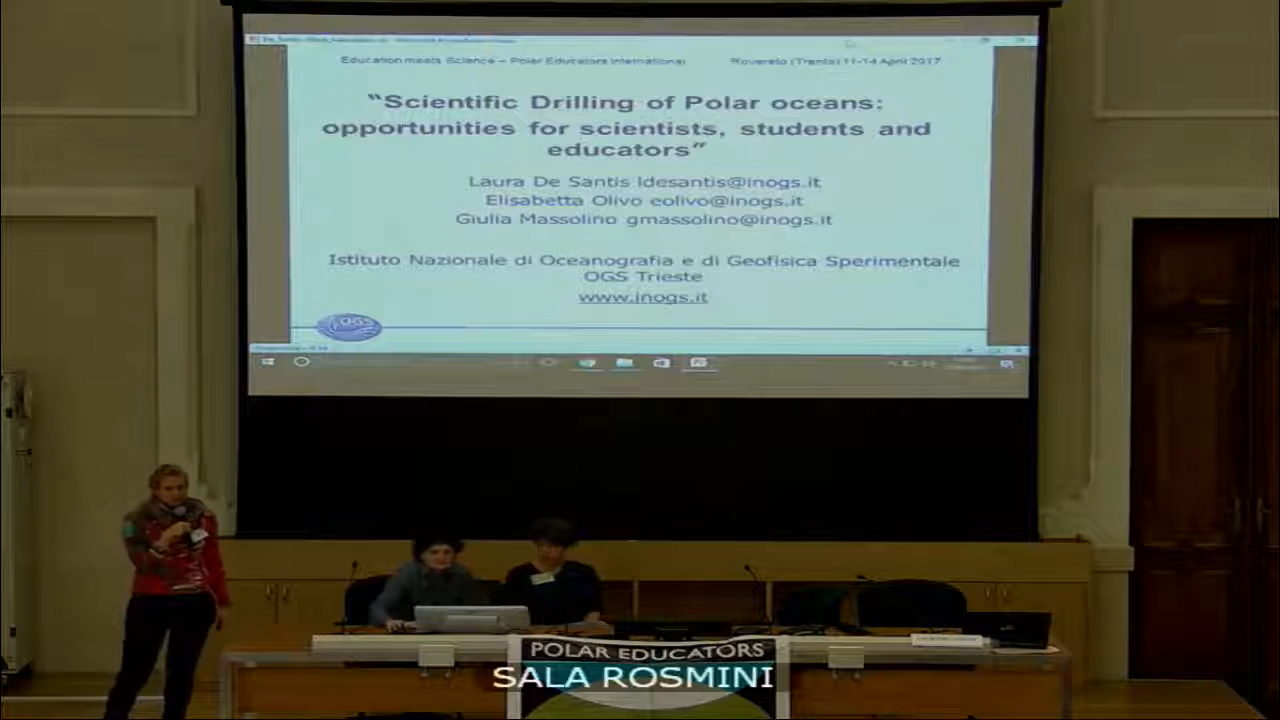 Education meets Science – Polar Educators International Rovereto (Trento) 11-14 April 2017
"Scientific Drilling of Polar oceans:
opportunities for scientists, students and
educators"
Laura De Santis ldesantis@inogs.it
Elisabetta Olivo eolivo@inogs.it
Giulia Massolino gmassolino@inogs.it
Istituto Nazionale di Oceanografia e di Geofisica Sperimentale
OGS Trieste
www.inogs.it
OGS
POLAR EDUCATORS
SALA ROSMINI